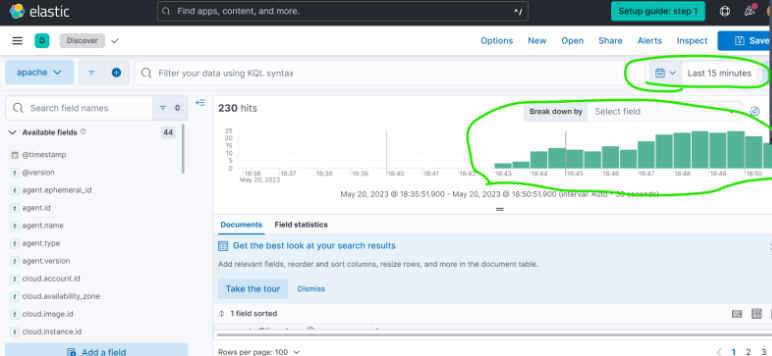 elastic
Find apps, content, and more.
^/
Setup guide: step 1
D
Discover
Options New Open Share Alerts Inspect Save
apache
Filter your data using KQL syntax
Last 15 minutes
Search field names
0
230 hits
Break down by Select field
Available fields 44
25
20
15
10
5
0
18:36 18:37 18:38 18:39 18:40 18:41 18:42 18:43 18:44 18:45 18:46 18:47 18:48 18:49 18:50
May 20, 2023
May 20, 2023 @ 18:35:51.900 - May 20, 2023 @ 18:50:51.900 (interval: Auto - 30 seconds)
@timestamp
@version
t agent.ephemeral_id
t agent.id
t agent.name
t agent.type
t agent.version
t cloud.account.id
t cloud.availability_zone
t cloud.image.id
t cloud.instance.id
Add a field
Documents Field statistics
Get the best look at your search results
Add relevant fields, reorder and sort columns, resize rows, and more in the document table.
Take the tour Dismiss
1 field sorted
Rows per page: 100
1 2 3